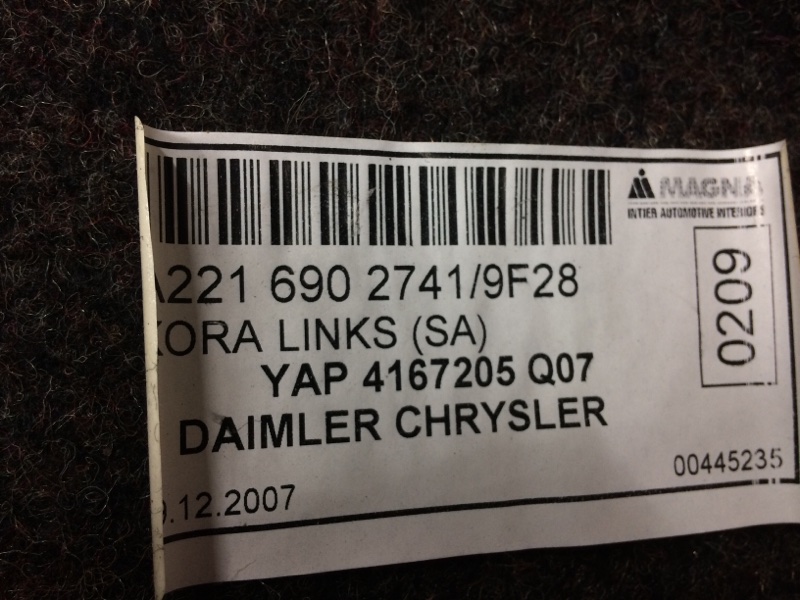 MAGNA
INTIER AUTOMOTIVE INTERIORS
A221 690 2741/9F28
KORA LINKS (SA)
0209
YAP 4167205 Q07
DAIMLER CHRYSLER
00445235
.12.2007